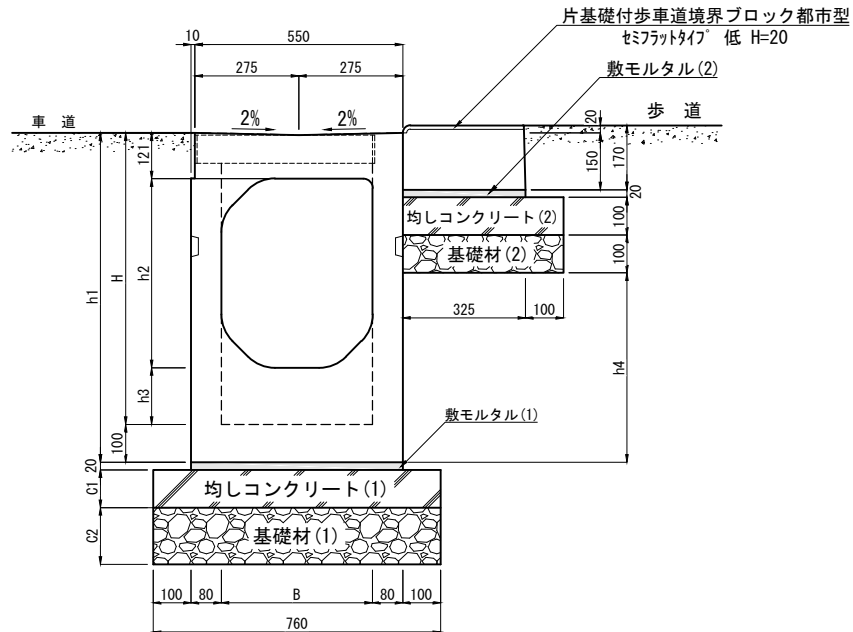 片基礎付歩車道境界ブロック都市型
セミフラットタイプ 低 H=20
敷モルタル(2)
10
550
275
275
2%
2%
車 道
歩 道
20
121
150
170
20
均しコンクリート(2)
100
基礎材(2)
100
h2
H
h1
325
100
h4
h3
敷モルタル(1)
100
20
均しコンクリート(1)
C1
基礎材(1)
C2
100
80
B
80
100
760